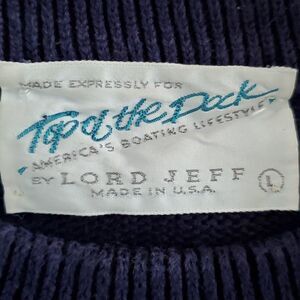 MADE EXPRESSLY FOR
Top of the Dock
AMERICA'S BOATING LIFESTYLE
BY LORD JEFF L
MADE IN U.S.A.